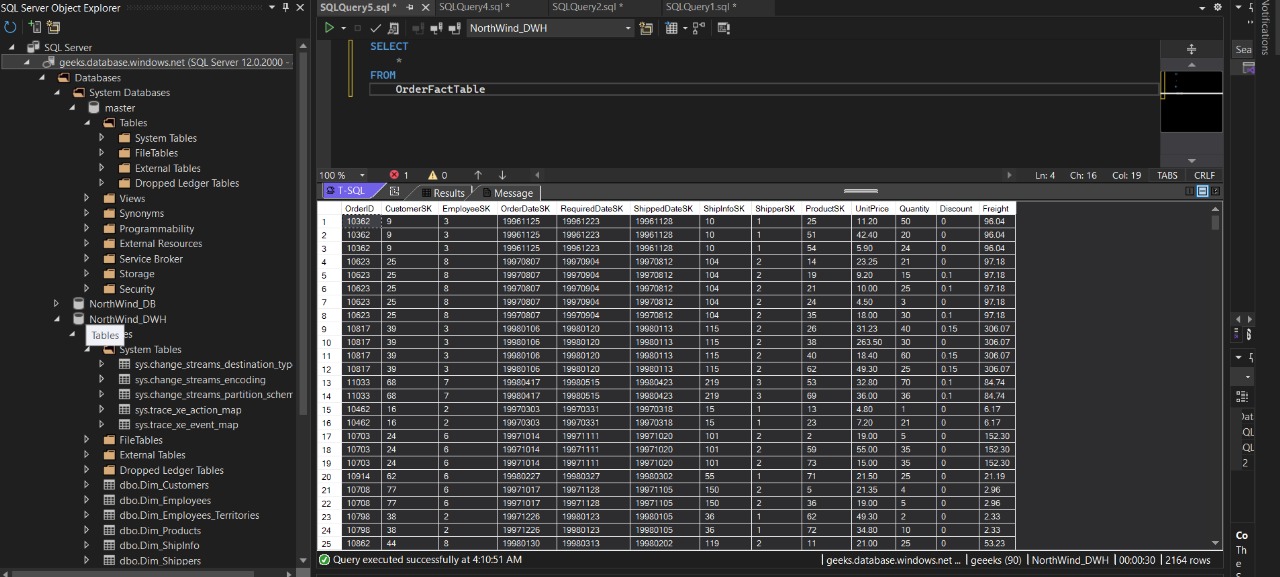 SQL Server Object Explorer
SQLQuery5.sql *
SQLQuery4.sql *
SQLQuery2.sql *
SQLQuery1.sql *
Notifications
NorthWind_DWH
SQL Server
geeks.database.windows.net (SQL Server 12.0.2000 -
Databases
System Databases
master
Tables
System Tables
FileTables
External Tables
Dropped Ledger Tables
Views
Synonyms
Programmability
External Resources
Service Broker
Storage
Security
NorthWind_DB
NorthWind_DWH
Tables
System Tables
sys.change_streams_destination_typ
sys.change_streams_encoding
sys.change_streams_partition_schem
sys.trace_xe_action_map
sys.trace_xe_event_map
FileTables
External Tables
Dropped Ledger Tables
dbo.Dim_Customers
dbo.Dim_Employees
dbo.Dim_Employees_Territories
dbo.Dim_Products
dbo.Dim_ShipInfo
dbo.Dim_Shippers
SELECT
*
FROM
OrderFactTable
Sea
100 % 1 0 Ln: 4 Ch: 16 Col: 19 TABS CRLF
T-SQL Results Message
OrderID CustomerSK EmployeeSK OrderDateSK RequiredDateSK ShippedDateSK ShipInfoSK ShipperSK ProductSK UnitPrice Quantity Discount Freight
1 10362 9 3 19961125 19961223 19961128 10 1 25 11.20 50 0 96.04
2 10362 9 3 19961125 19961223 19961128 10 1 51 42.40 20 0 96.04
3 10362 9 3 19961125 19961223 19961128 10 1 54 5.90 24 0 96.04
4 10623 25 8 19970807 19970904 19970812 104 2 14 23.25 21 0 97.18
5 10623 25 8 19970807 19970904 19970812 104 2 19 9.20 15 0.1 97.18
6 10623 25 8 19970807 19970904 19970812 104 2 21 10.00 25 0.1 97.18
7 10623 25 8 19970807 19970904 19970812 104 2 24 4.50 3 0 97.18
8 10623 25 8 19970807 19970904 19970812 104 2 35 18.00 30 0.1 97.18
9 10817 39 3 19980106 19980120 19980113 115 2 26 31.23 40 0.15 306.07
10 10817 39 3 19980106 19980120 19980113 115 2 38 263.50 30 0 306.07
11 10817 39 3 19980106 19980120 19980113 115 2 40 18.40 60 0.15 306.07
12 10817 39 3 19980106 19980120 19980113 115 2 62 49.30 25 0.15 306.07
13 11033 68 7 19980417 19980515 19980423 219 3 53 32.80 70 0.1 84.74
14 11033 68 7 19980417 19980515 19980423 219 3 69 36.00 36 0.1 84.74
15 10462 16 2 19970303 19970331 19970318 15 1 13 4.80 1 0 6.17
16 10462 16 2 19970303 19970331 19970318 15 1 23 7.20 21 0 6.17
17 10703 24 6 19971014 19971111 19971020 101 2 2 19.00 5 0 152.30
18 10703 24 6 19971014 19971111 19971020 101 2 59 55.00 35 0 152.30
19 10703 24 6 19971014 19971111 19971020 101 2 73 15.00 35 0 152.30
20 10914 62 6 19980227 19980327 19980302 55 1 71 21.50 25 0 21.19
21 10708 77 6 19971017 19971128 19971105 150 2 5 21.35 4 0 2.96
22 10708 77 6 19971017 19971128 19971105 150 2 36 19.00 5 0 2.96
23 10798 38 2 19971226 19980123 19980105 36 1 62 49.30 2 0 2.33
24 10798 38 2 19971226 19980123 19980105 36 1 72 34.80 10 0 2.33
25 10862 44 8 19980130 19980313 19980202 119 2 11 21.00 25 0 53.23
Query executed successfully at 4:10:51 AM
geeks.database.windows.net ... geeeks (90) NorthWind_DWH 00:00:30 2164 rows
QL
QL
2
Co
The
e